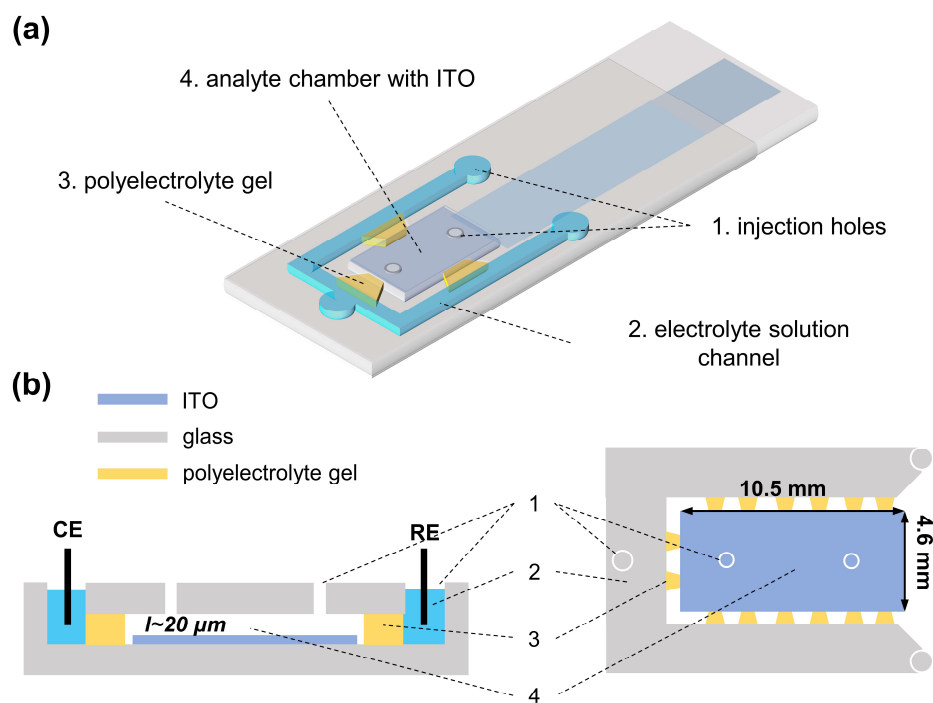 (a)
4. analyte chamber with ITO
3. polyelectrolyte gel
1. injection holes
2. electrolyte solution
channel
(b)
ITO
glass
polyelectrolyte gel
CE
RE
l~20 µm
1
2
3
4
10.5 mm
4.6 mm